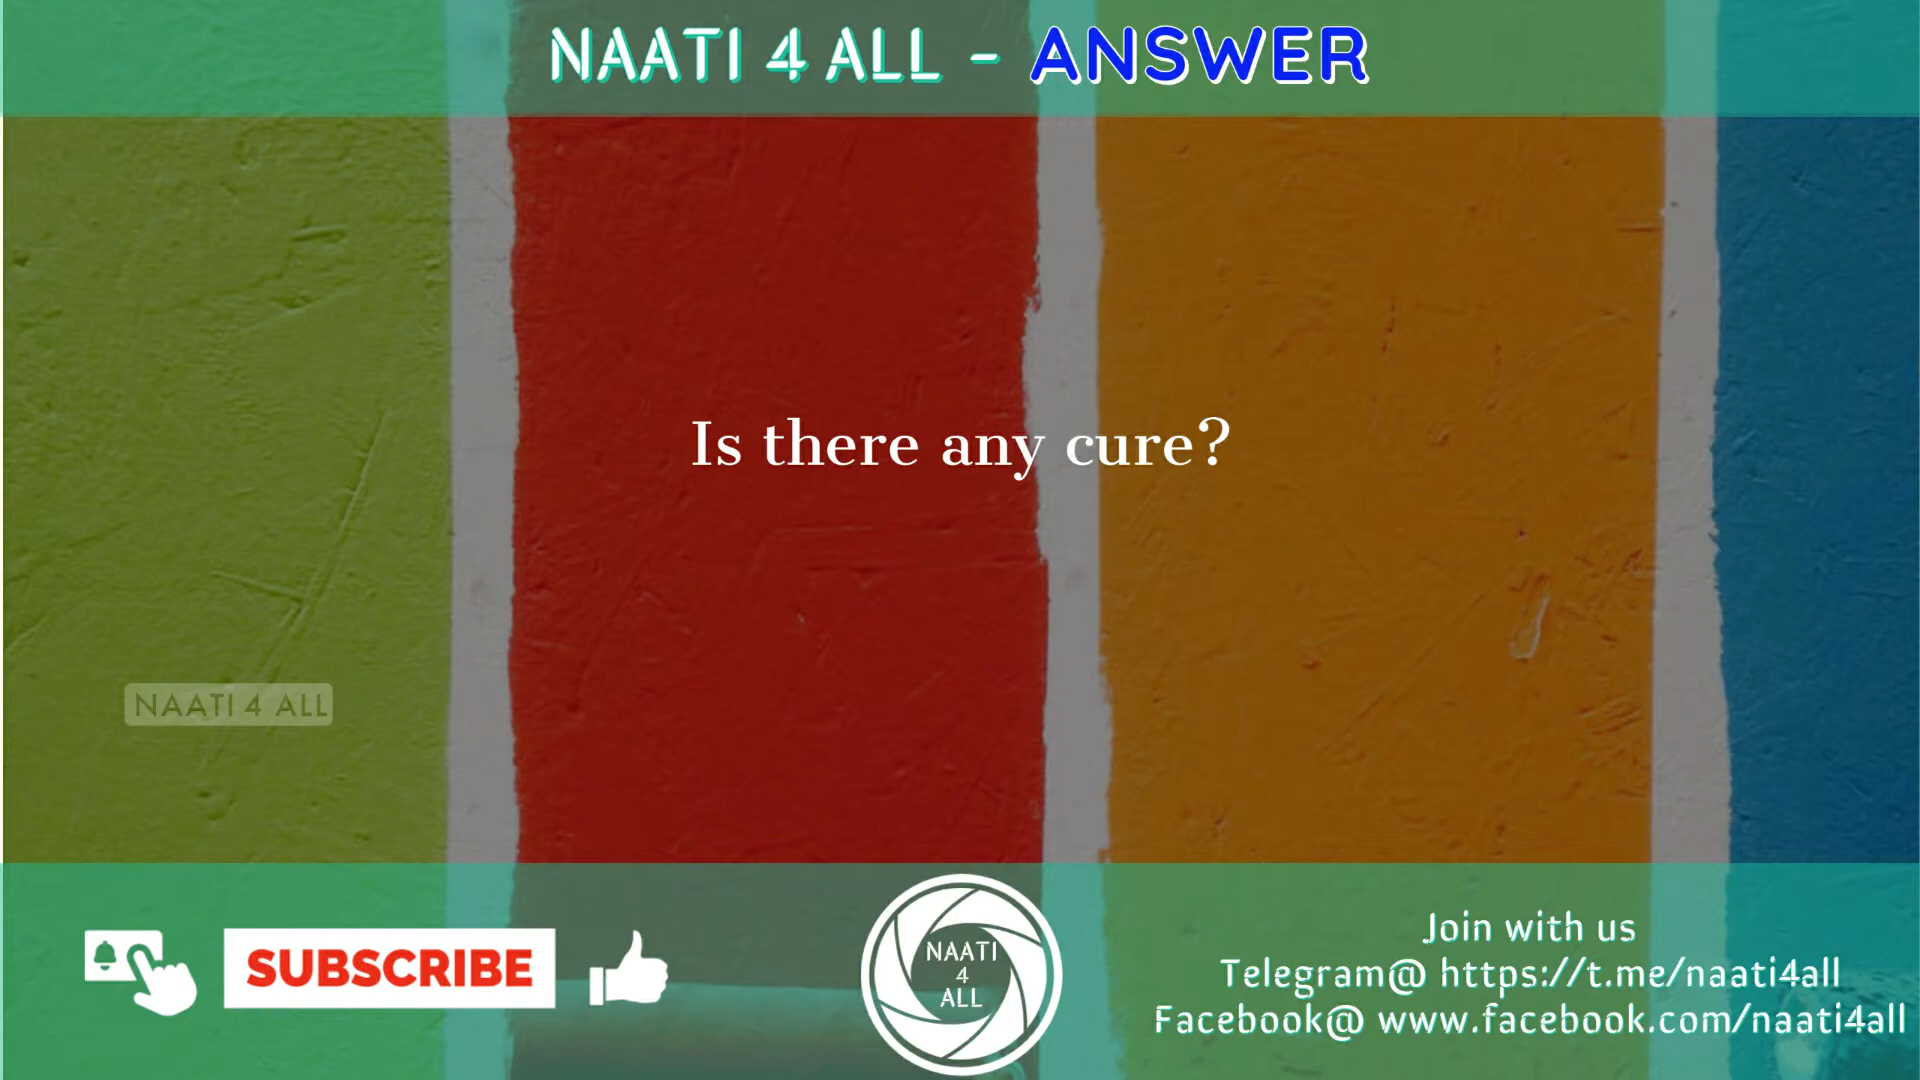 NAATI 4 ALL - ANSWER
Is there any cure?
NAATI 4 ALL
SUBSCRIBE
NAATI
4
ALL
Join with us
Telegram@ https://t.me/naati4all
Facebook@ www.facebook.com/naati4all